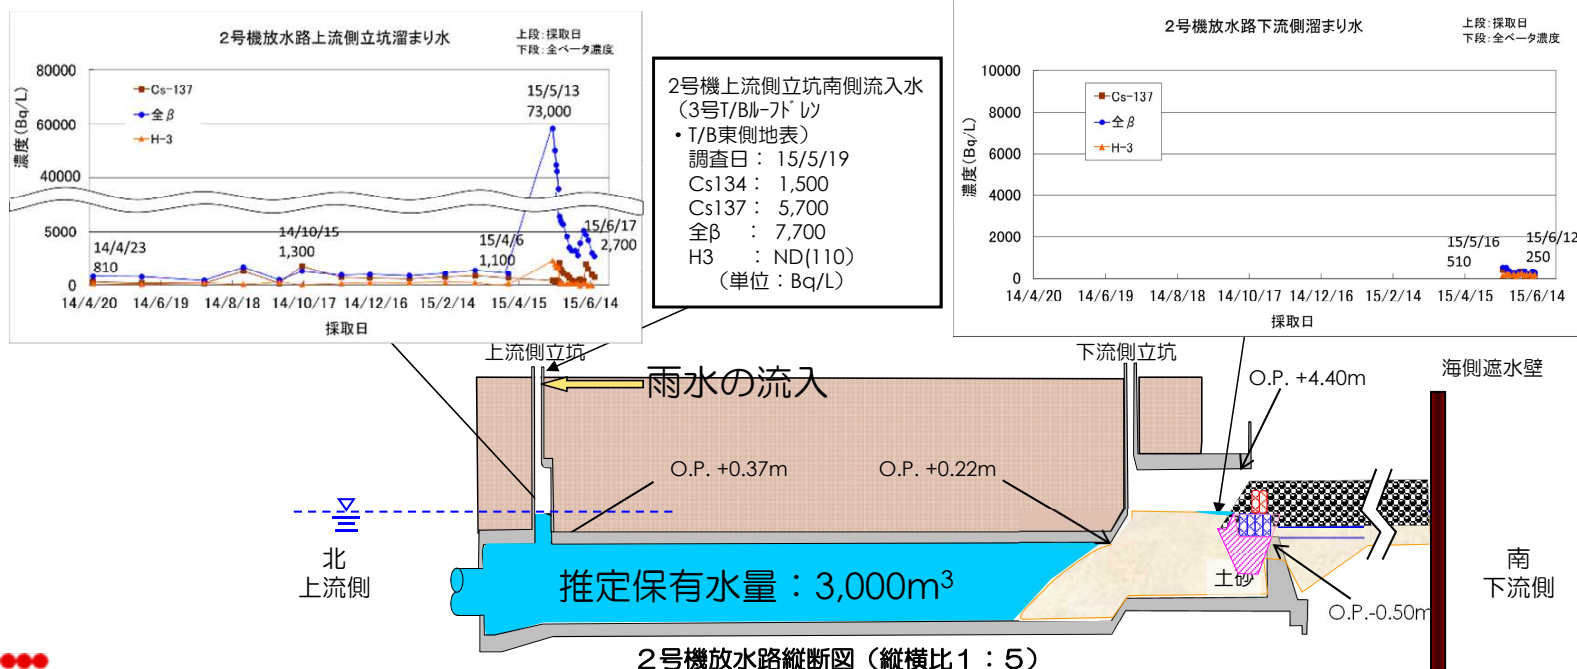 2号機放水路上流側立坑溜まり水
上段:採取日
下段:全ベータ濃度
濃度(Bq/L)
80000
60000
40000
5000
0
Cs-137
全β
H-3
15/5/13
73,000
14/4/23
810
14/10/15
1,300
15/4/6
1,100
15/6/17
2,700
14/4/20 14/6/19 14/8/18 14/10/17 14/12/16 15/2/14 15/4/15 15/6/14
採取日
2号機上流側立坑南側流入水
(3号T/Bルーフドレン
・T/B東側地表)
調査日: 15/5/19
Cs134: 1,500
Cs137: 5,700
全β : 7,700
H3 : ND(110)
(単位:Bq/L)
2号機放水路下流側溜まり水
上段:採取日
下段:全ベータ濃度
濃度(Bq/L)
10000
8000
6000
4000
2000
0
Cs-137
全β
H-3
15/5/16
510
15/6/12
250
14/4/20 14/6/19 14/8/18 14/10/17 14/12/16 15/2/14 15/4/15 15/6/14
採取日
上流側立坑
下流側立坑
海側遮水壁
雨水の流入
O.P. +4.40m
O.P. +0.37m
O.P. +0.22m
北
上流側
推定保有水量:3,000m³
土砂
南
下流側
O.P.-0.50m
2号機放水路縦断図(縦横比1:5)